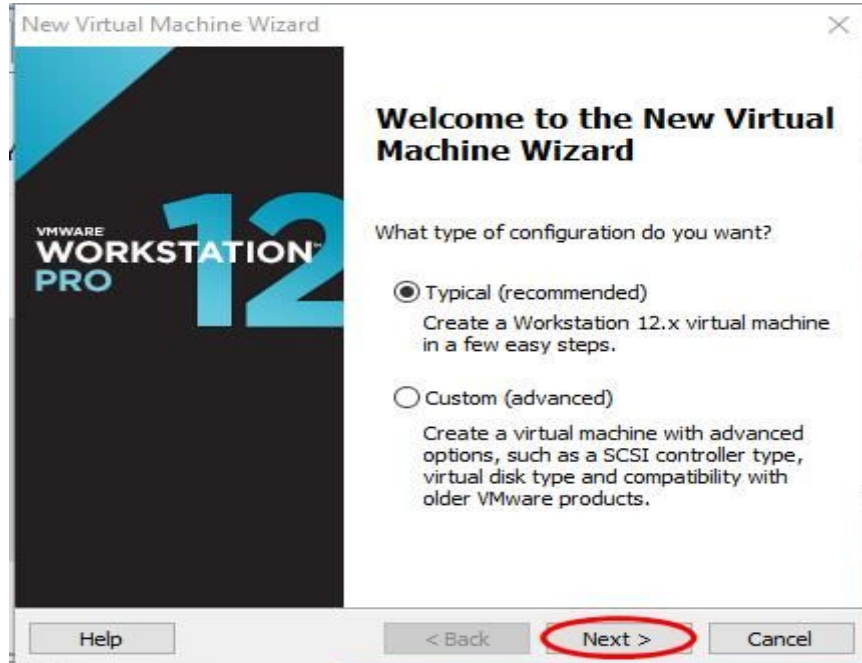 New Virtual Machine Wizard
VMWARE
WORKSTATION™
PRO
12
Welcome to the New Virtual
Machine Wizard
What type of configuration do you want?
Typical (recommended)
Create a Workstation 12.x virtual machine
in a few easy steps.
Custom (advanced)
Create a virtual machine with advanced
options, such as a SCSI controller type,
virtual disk type and compatibility with
older VMware products.
Help
< Back
Next >
Cancel